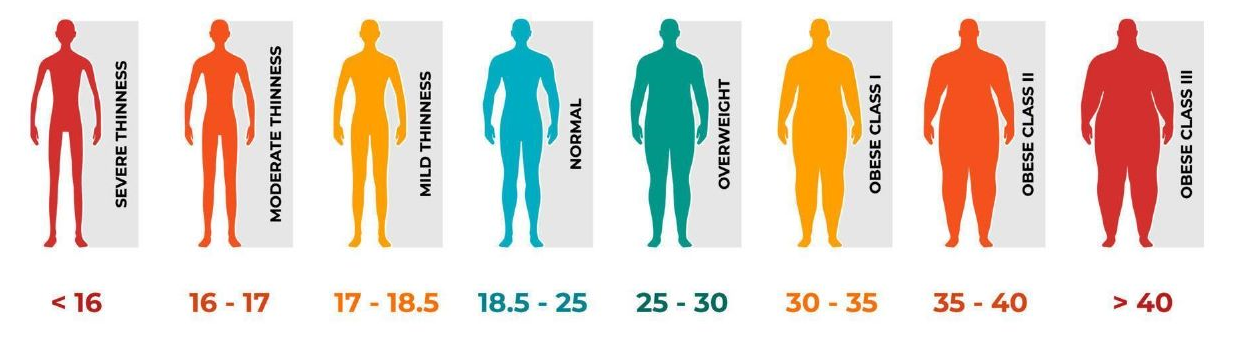 SEVERE THINNESS
MODERATE THINNESS
MILD THINNESS
NORMAL
OVERWEIGHT
OBESE CLASS I
OBESE CLASS II
OBESE CLASS III
< 16
16 - 17
17 - 18.5
18.5 - 25
25 - 30
30 - 35
35 - 40
> 40